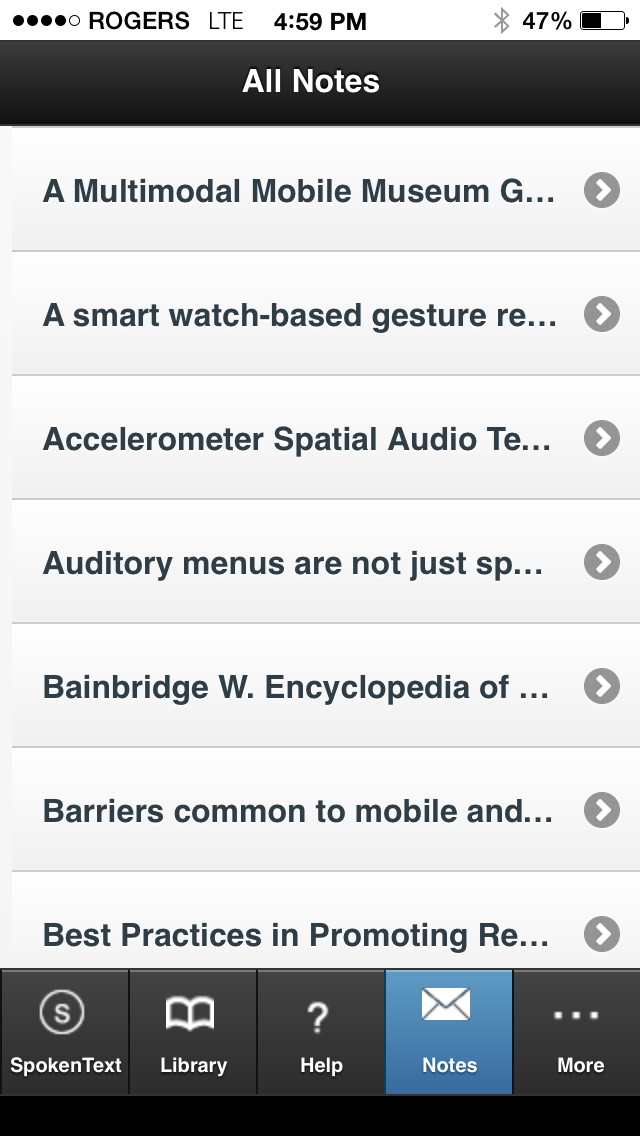 ROGERS LTE 4:59 PM 47%
All Notes
A Multimodal Mobile Museum G...
A smart watch-based gesture re...
Accelerometer Spatial Audio Te...
Auditory menus are not just sp...
Bainbridge W. Encyclopedia of ...
Barriers common to mobile and...
Best Practices in Promoting Re...
S ? ...
SpokenText Library Help Notes More